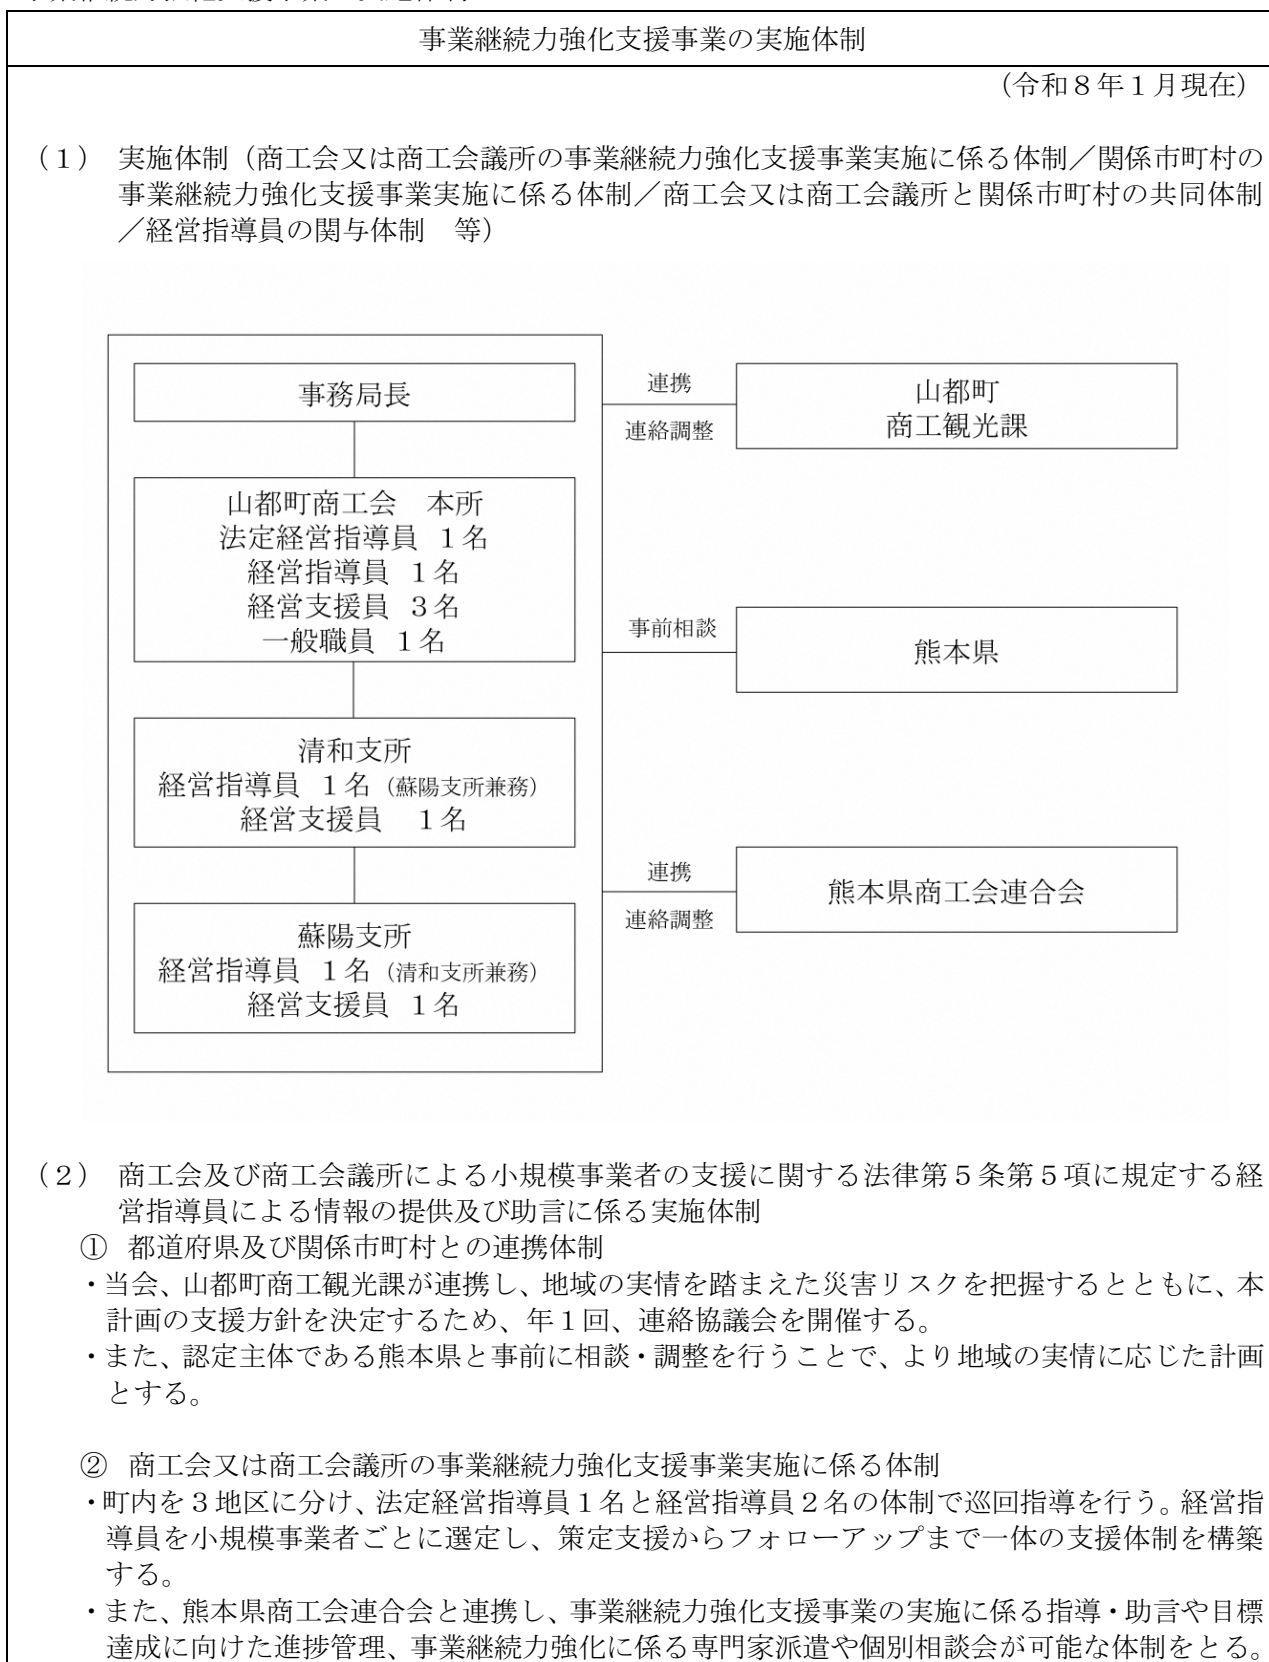 事業継続力強化支援事業の実施体制
（令和８年１月現在）
（１） 実施体制（商工会又は商工会議所の事業継続力強化支援事業実施に係る体制／関係市町村の
事業継続力強化支援事業実施に係る体制／商工会又は商工会議所と関係市町村の共同体制
／経営指導員の関与体制　等）
事務局長
山都町商工会　本所
法定経営指導員 １名
経営指導員 １名
経営支援員 ３名
一般職員 １名
清和支所
経営指導員 １名（蘇陽支所兼務）
経営支援員　１名
蘇陽支所
経営指導員 １名（清和支所兼務）
経営支援員 １名
連携
連絡調整
山都町
商工観光課
事前相談
熊本県
連携
連絡調整
熊本県商工会連合会
（２） 商工会及び商工会議所による小規模事業者の支援に関する法律第５条第５項に規定する経
営指導員による情報の提供及び助言に係る実施体制
① 都道府県及び関係市町村との連携体制
・当会、山都町商工観光課が連携し、地域の実情を踏まえた災害リスクを把握するとともに、本
計画の支援方針を決定するため、年１回、連絡協議会を開催する。
・また、認定主体である熊本県と事前に相談・調整を行うことで、より地域の実情に応じた計画
とする。
② 商工会又は商工会議所の事業継続力強化支援事業実施に係る体制
・町内を３地区に分け、法定経営指導員１名と経営指導員２名の体制で巡回指導を行う。経営指
導員を小規模事業者ごとに選定し、策定支援からフォローアップまで一体の支援体制を構築
する。
・また、熊本県商工会連合会と連携し、事業継続力強化支援事業の実施に係る指導・助言や目標
達成に向けた進捗管理、事業継続力強化に係る専門家派遣や個別相談会が可能な体制をとる。